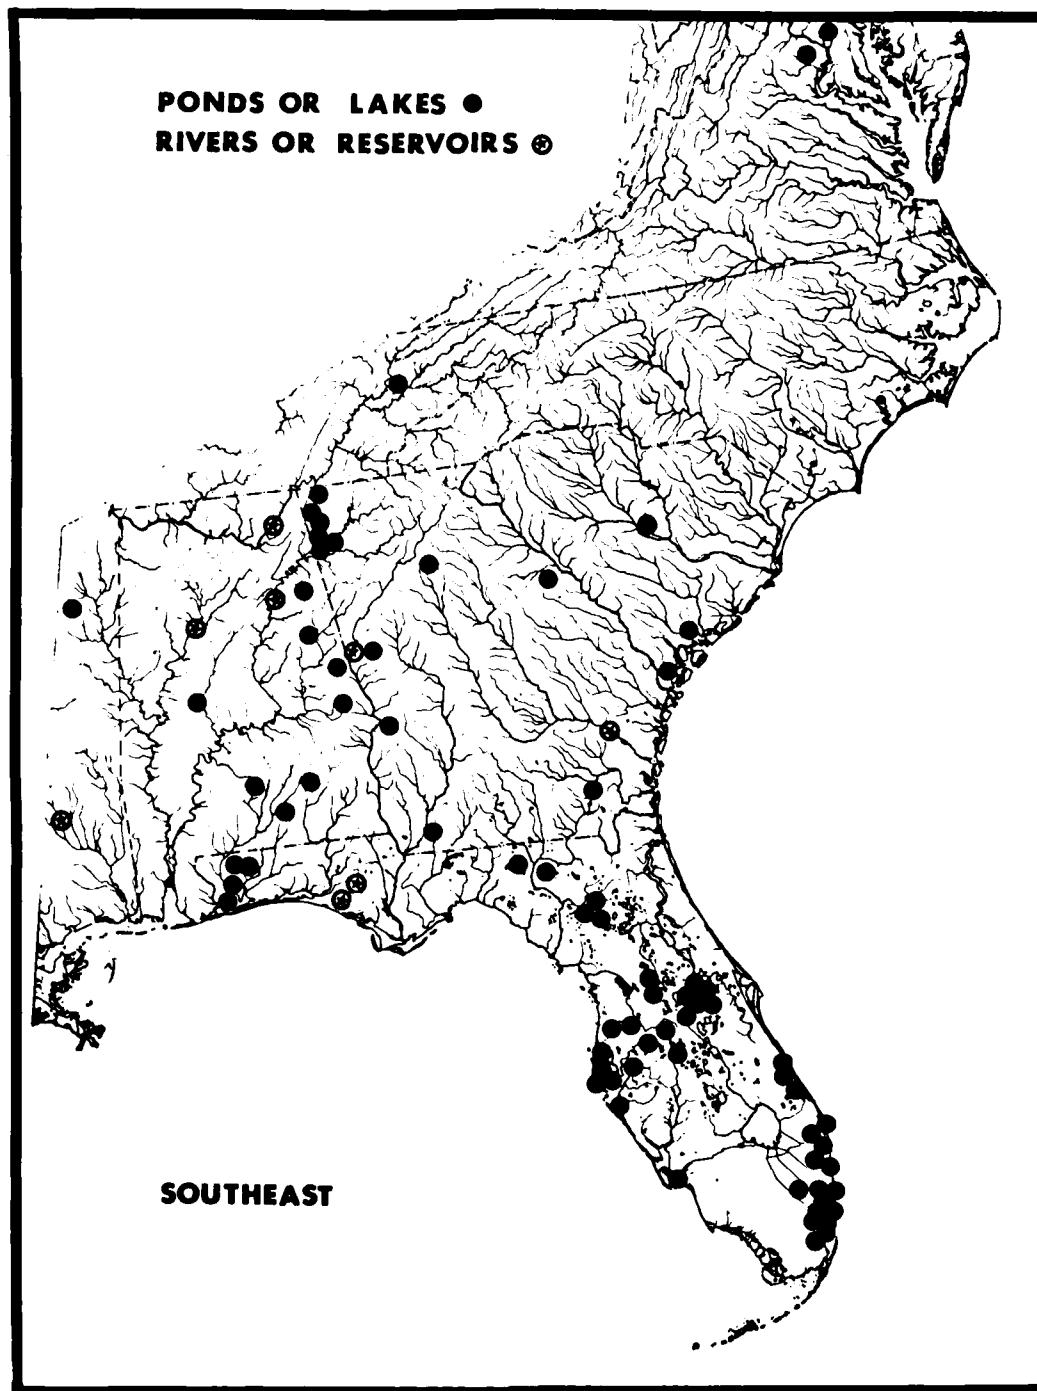 PONDS OR LAKES ●
RIVERS OR RESERVOIRS ⍟
SOUTHEAST